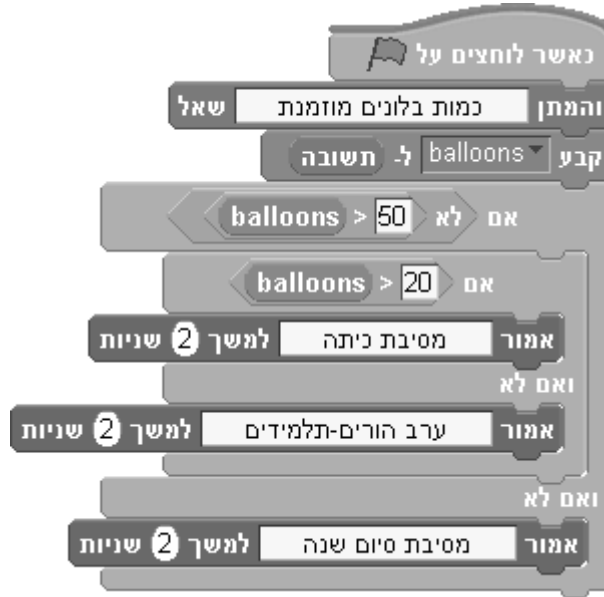 כאשר לוחצים על
והמתן כמות בלונים מוזמנת שאל
קבע balloons ל- תשובה
אם לא balloons > 50
אם balloons > 20
אמור מסיבת כיתה למשך 2 שניות
ואם לא
אמור ערב הורים-תלמידים למשך 2 שניות
ואם לא
אמור מסיבת סיום שנה למשך 2 שניות